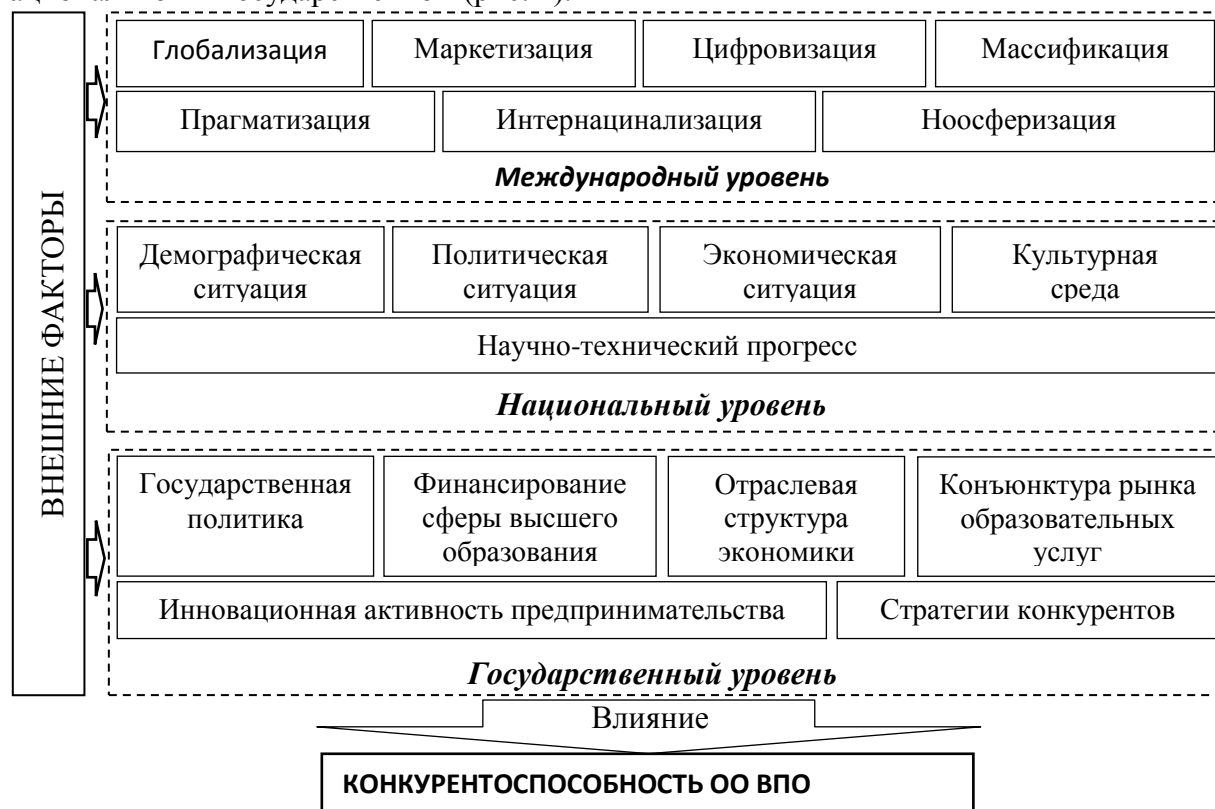 Глобализация Маркетизация Цифровизация Массификация
Прагматизация Интернацинализация Ноосферизация
Международный уровень
ВНЕШНИЕ ФАКТОРЫ
Демографическая ситуация
Политическая ситуация
Экономическая ситуация
Культурная среда
Научно-технический прогресс
Национальный уровень
Государственная политика
Финансирование сферы высшего образования
Отраслевая структура экономики
Конъюнктура рынка образовательных услуг
Инновационная активность предпринимательства Стратегии конкурентов
Государственный уровень
Влияние
КОНКУРЕНТОСПОСОБНОСТЬ ОО ВПО